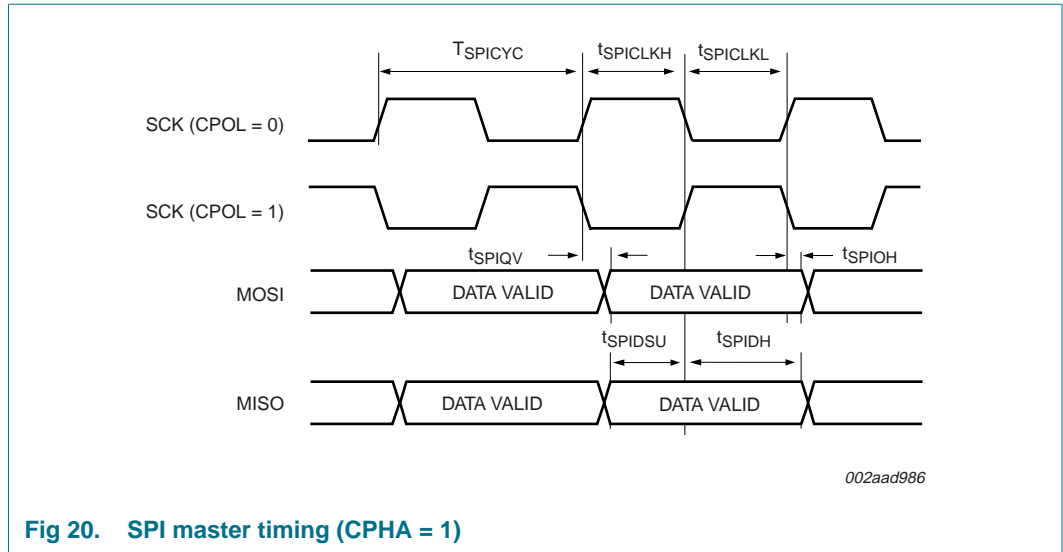 TSPICYC tSPICLKH tSPICLKL
SCK (CPOL = 0)
SCK (CPOL = 1)
tSPIQV tSPIOH
MOSI DATA VALID DATA VALID
tSPIDSU tSPIDH
MISO DATA VALID DATA VALID
002aad986
Fig 20. SPI master timing (CPHA = 1)